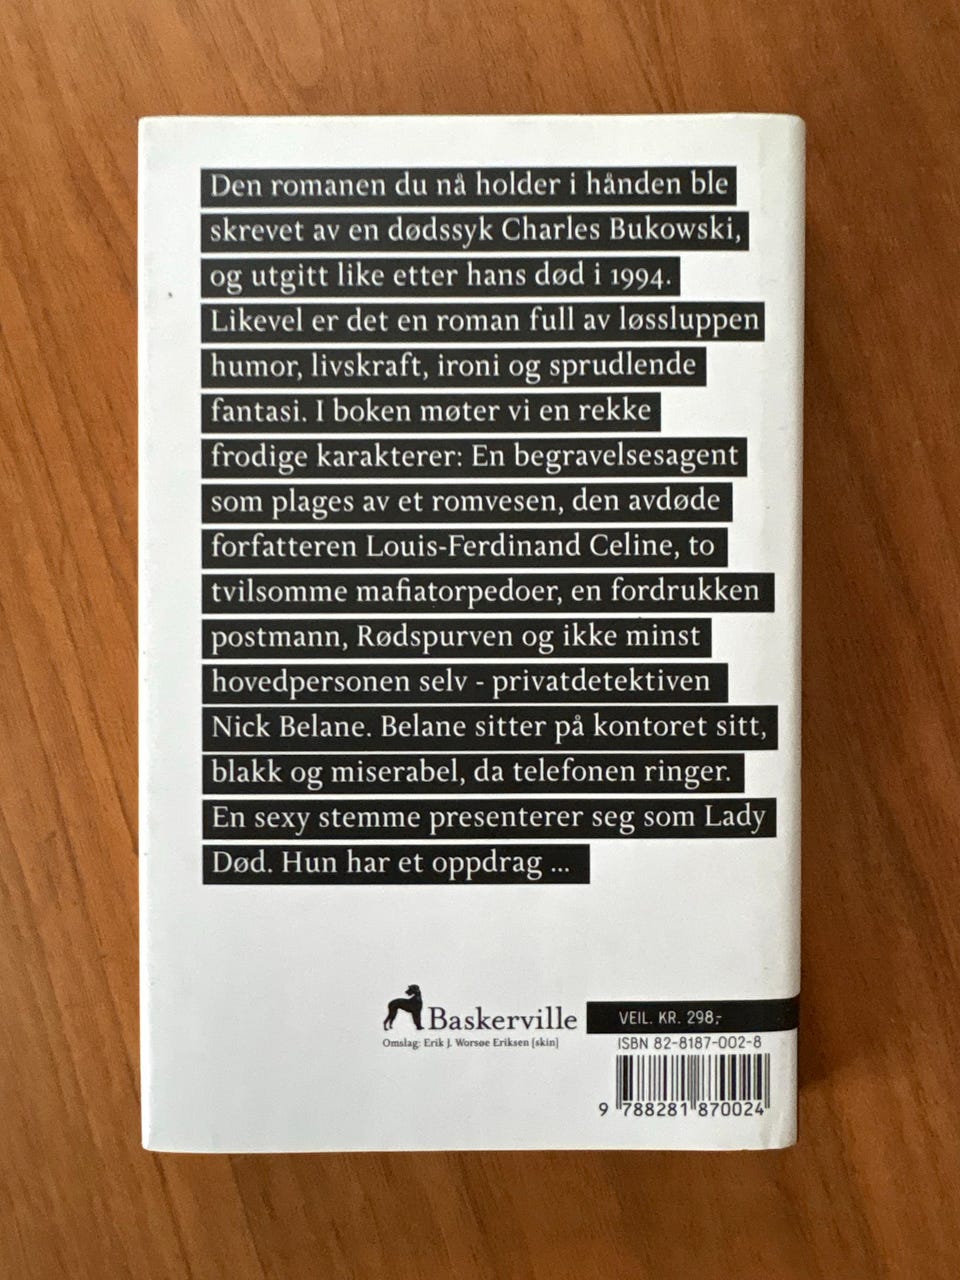 Den romanen du nå holder i hånden ble
skrevet av en dødssyk Charles Bukowski,
og utgitt like etter hans død i 1994.
Likevel er det en roman full av løssluppen
humor, livskraft, ironi og sprudlende
fantasi. I boken møter vi en rekke
frodige karakterer: En begravelsesagent
som plages av et romvesen, den avdøde
forfatteren Louis-Ferdinand Celine, to
tvilsomme mafiatorpedoer, en fordrukken
postmann, Rødspurven og ikke minst
hovedpersonen selv - privatdetektiven
Nick Belane. Belane sitter på kontoret sitt,
blakk og miserabel, da telefonen ringer.
En sexy stemme presenterer seg som Lady
Død. Hun har et oppdrag ...
Baskerville
Omslag: Erik J. Worsøe Eriksen [skin]
VEIL. KR. 298,-
ISBN 82-8187-002-8
9 788281 870024